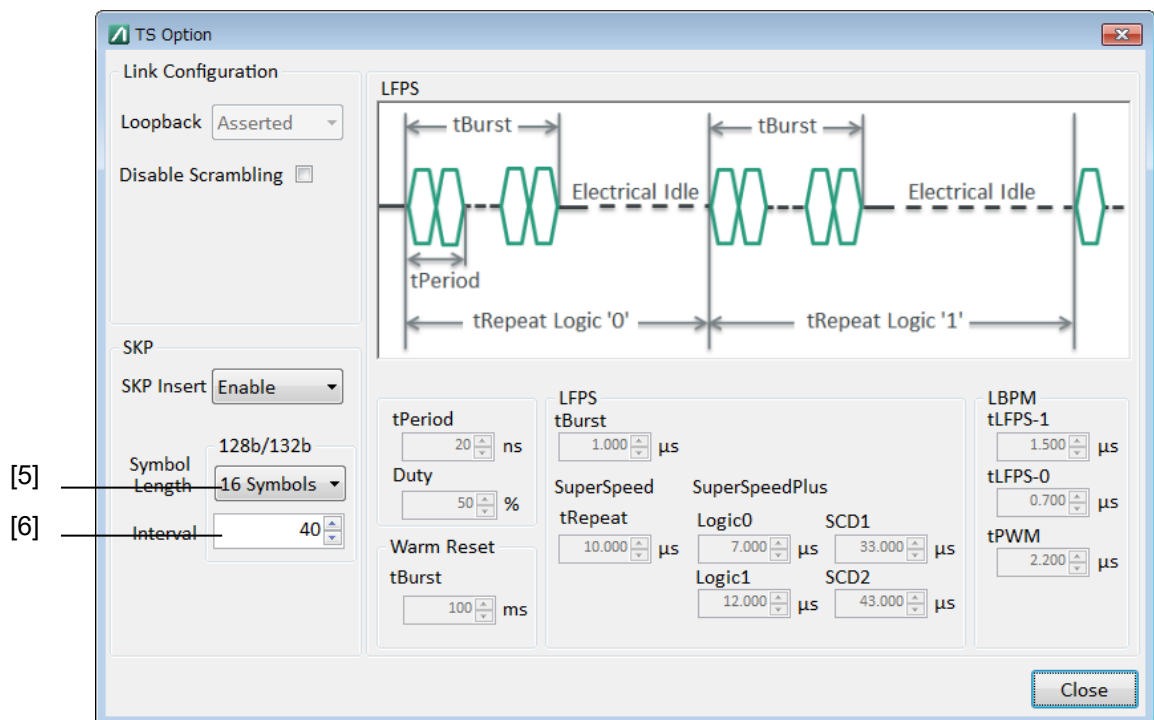 TS Option
Link Configuration
Loopback Asserted
Disable Scrambling
SKP
SKP Insert Enable
128b/132b
[5] Symbol Length 16 Symbols
[6] Interval 40
LFPS
tBurst tBurst
Electrical Idle Electrical Idle
tPeriod
tRepeat Logic '0' tRepeat Logic '1'
tPeriod
20 ns
Duty
50 %
Warm Reset
tBurst
100 ms
LFPS
tBurst
1.000 µs
SuperSpeed SuperSpeedPlus
tRepeat Logic0 SCD1
10.000 µs 7.000 µs 33.000 µs
Logic1 SCD2
12.000 µs 43.000 µs
LBPM
tLFPS-1
1.500 µs
tLFPS-0
0.700 µs
tPWM
2.200 µs
Close